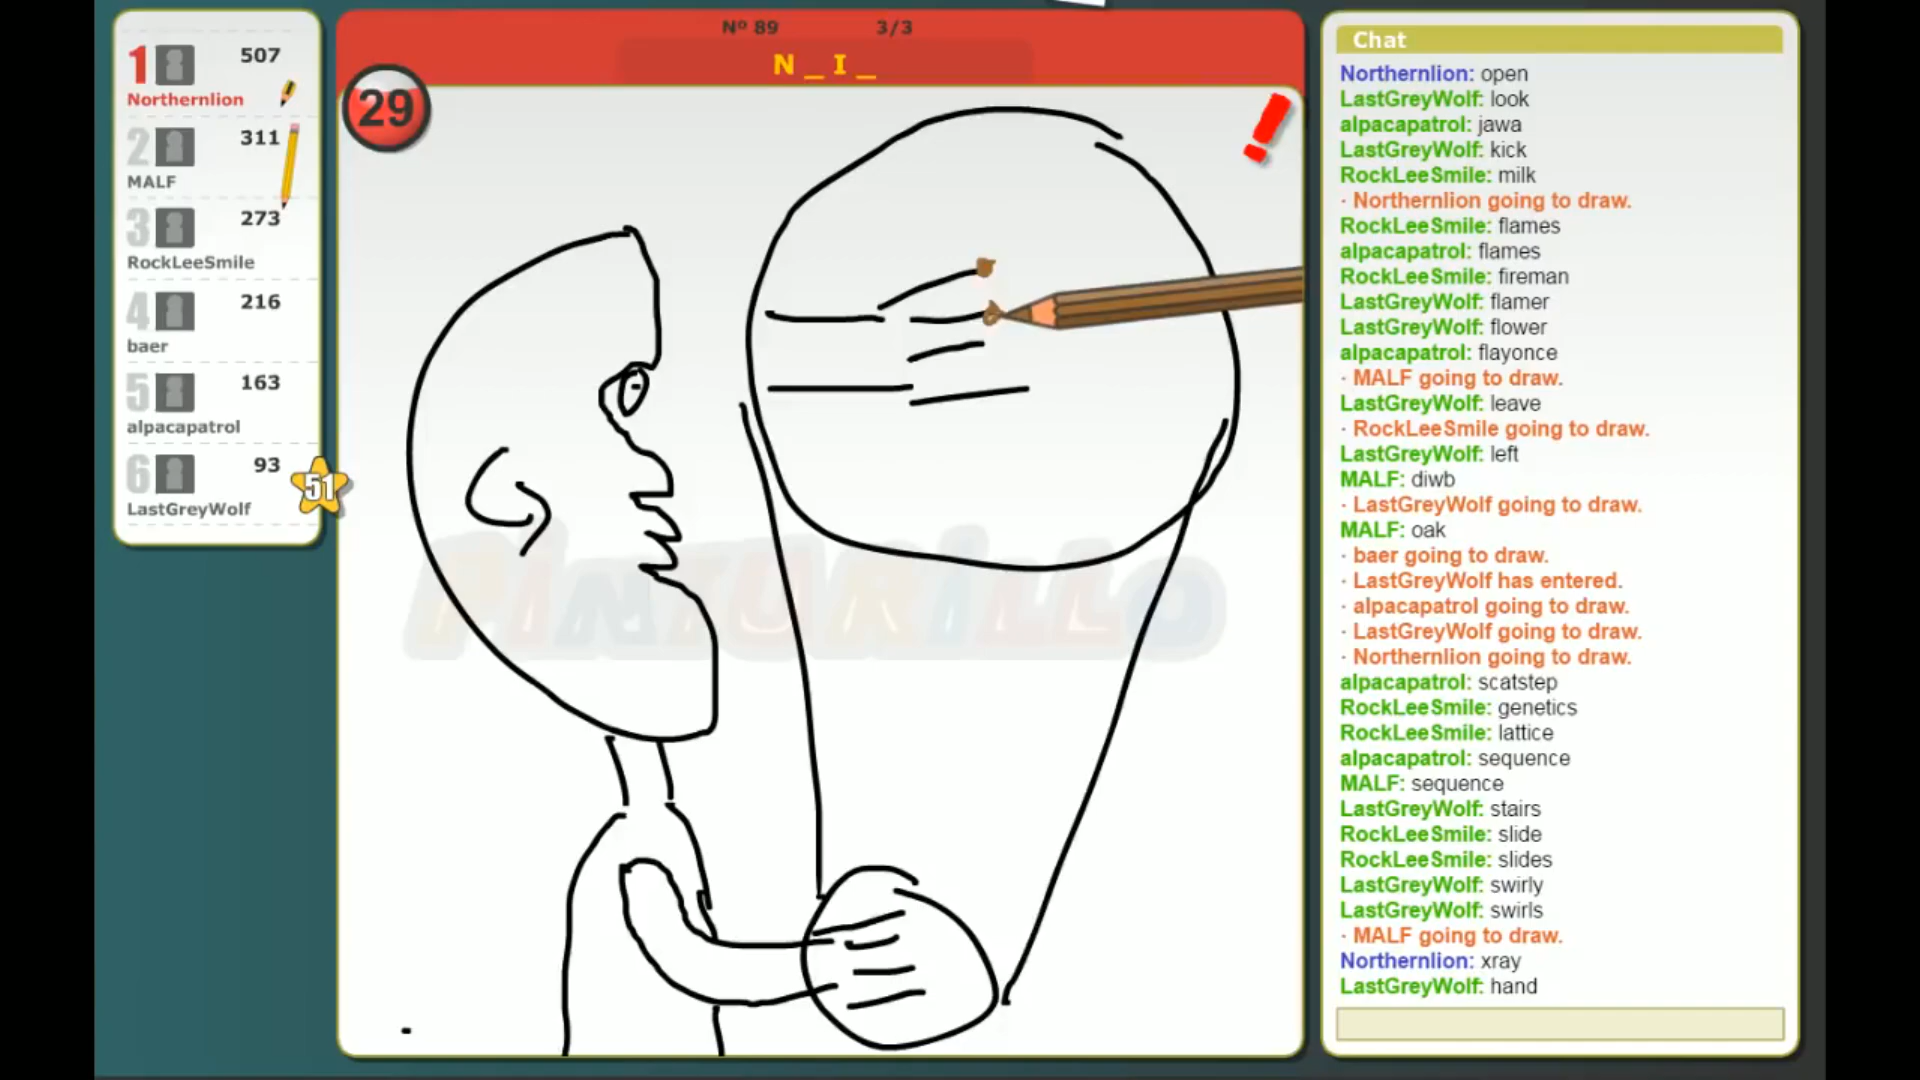 1 507
Northernlion
2 311
MALF
3 273
RockLeeSmile
4 216
baer
5 163
alpacapatrol
6 93
LastGreyWolf
51
Nº 89 3/3
N _ I _
29
!
PINTURILLO
Chat
Northernlion: open
LastGreyWolf: look
alpacapatrol: jawa
LastGreyWolf: kick
RockLeeSmile: milk
· Northernlion going to draw.
RockLeeSmile: flames
alpacapatrol: flames
RockLeeSmile: fireman
LastGreyWolf: flamer
LastGreyWolf: flower
alpacapatrol: flayonce
· MALF going to draw.
LastGreyWolf: leave
· RockLeeSmile going to draw.
LastGreyWolf: left
MALF: diwb
· LastGreyWolf going to draw.
MALF: oak
· baer going to draw.
· LastGreyWolf has entered.
· alpacapatrol going to draw.
· LastGreyWolf going to draw.
· Northernlion going to draw.
alpacapatrol: scatstep
RockLeeSmile: genetics
RockLeeSmile: lattice
alpacapatrol: sequence
MALF: sequence
LastGreyWolf: stairs
RockLeeSmile: slide
RockLeeSmile: slides
LastGreyWolf: swirly
LastGreyWolf: swirls
· MALF going to draw.
Northernlion: xray
LastGreyWolf: hand